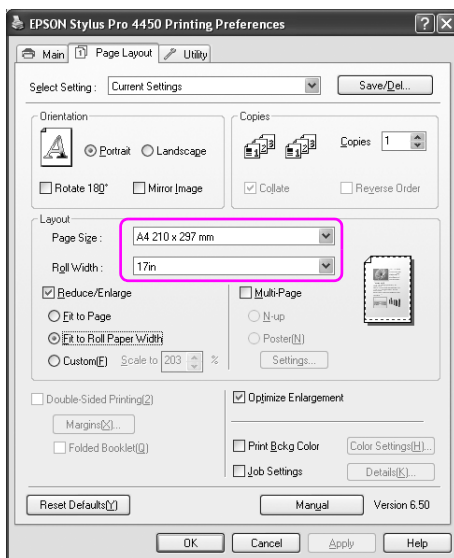 EPSON Stylus Pro 4450 Printing Preferences
Main Page Layout Utility
Select Setting : Current Settings Save/Del...
Orientation
Portrait Landscape
Rotate 180° Mirror Image
Copies
Copies 1
Collate Reverse Order
Layout
Page Size : A4 210 x 297 mm
Roll Width : 17in
Reduce/Enlarge
Fit to Page
Fit to Roll Paper Width
Custom(F) Scale to 203 %
Multi-Page
N-up
Poster(N)
Settings...
Double-Sided Printing(2)
Margins(X)...
Folded Booklet(Q)
Optimize Enlargement
Print Bckg Color Color Settings(H)...
Job Settings Details(K)...
Reset Defaults(Y) Manual Version 6.50
OK Cancel Apply Help